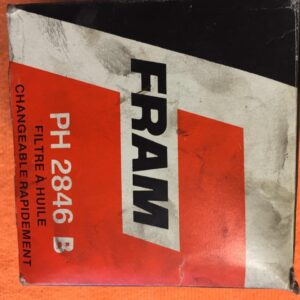 FRAM
PH 2846 B
FILTRE À HUILE
CHANGEABLE RAPIDEMENT